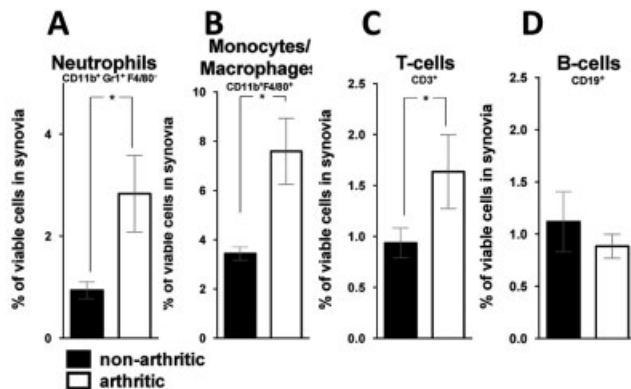 A
Neutrophils
CD11b⁺ Gr1⁺ F4/80⁻
*
% of viable cells in synovia
4
2
0
B
Monocytes/
Macrophages
CD11b⁺F4/80⁺
*
% of viable cells in synovia
10
8
6
4
2
0
C
T-cells
CD3⁺
*
% of viable cells in synovia
2.5
2.0
1.5
1.0
0.5
0.0
D
B-cells
CD19⁺
% of viable cells in synovia
2.5
2.0
1.5
1.0
0.5
0.0
non-arthritic
arthritic